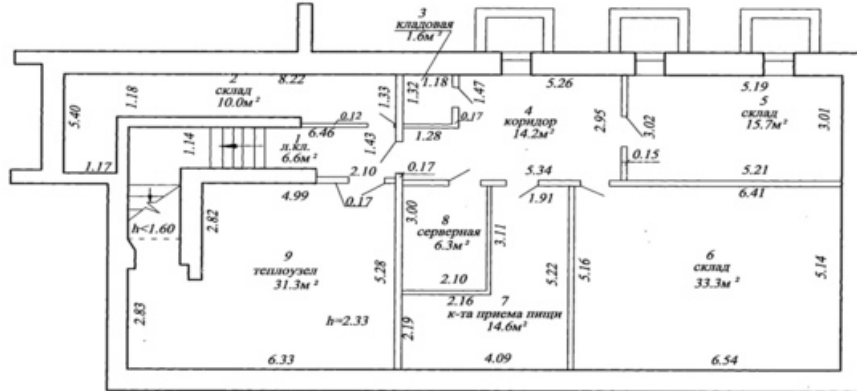 3
кладовая
1.6м²
2
склад
10.0м²
8.22
1.18
5.40
1.33
1.32
1.18
1.47
5.26
5.19
4
коридор
14.2м²
2.95
3.02
5
склад
15.7м²
3.01
0.12
6.46
1
л.кл.
6.6м²
1.14
1.43
1.28
0.17
1.17
2.10
0.17
5.34
0.15
5.21
4.99
0.17
1.91
6.41
h<1.60
2.82
3.00
8
серверная
6.3м²
3.11
9
теплоузел
31.3м²
5.28
5.22
5.16
6
склад
33.3м²
5.14
2.10
2.16
7
к-та приема пищи
14.6м²
2.83
h=2.33
2.19
6.33
4.09
6.54